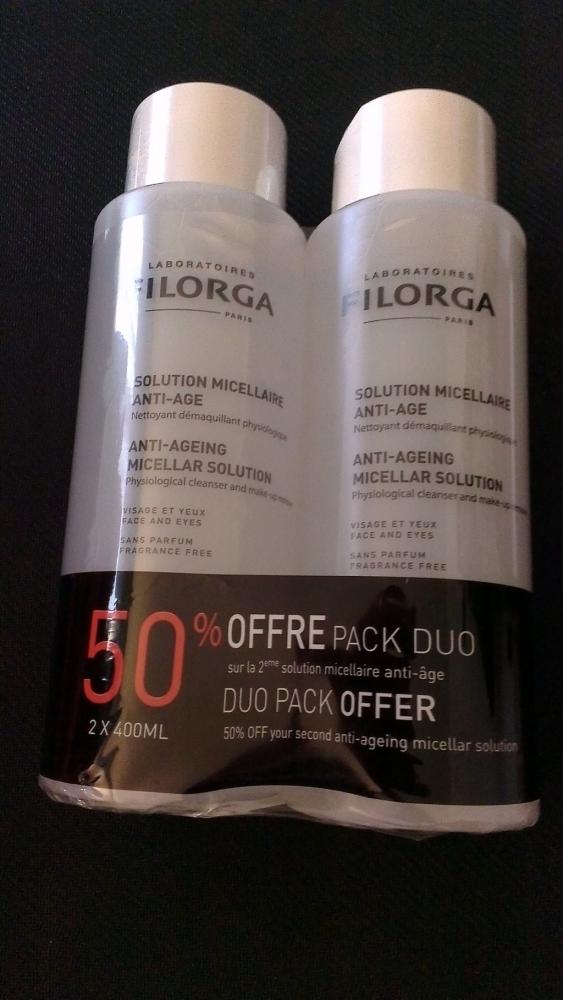 LABORATOIRES
FILORGA
PARIS
SOLUTION MICELLAIRE
ANTI-AGE
Nettoyant démaquillant physiologique
ANTI-AGEING
MICELLAR SOLUTION
Physiological cleanser and make-up
VISAGE ET YEUX
FACE AND EYES
SANS PARFUM
FRAGRANCE FREE
LABORATOIRES
FILORGA
PARIS
SOLUTION MICELLAIRE
ANTI-AGE
Nettoyant démaquillant physiologique
ANTI-AGEING
MICELLAR SOLUTION
Physiological cleanser and make-up
VISAGE ET YEUX
FACE AND EYES
SANS PARFUM
FRAGRANCE FREE
50% OFFRE PACK DUO
sur la 2eme solution micellaire anti-âge
DUO PACK OFFER
2 X 400ML
50% OFF your second anti-ageing micellar solution